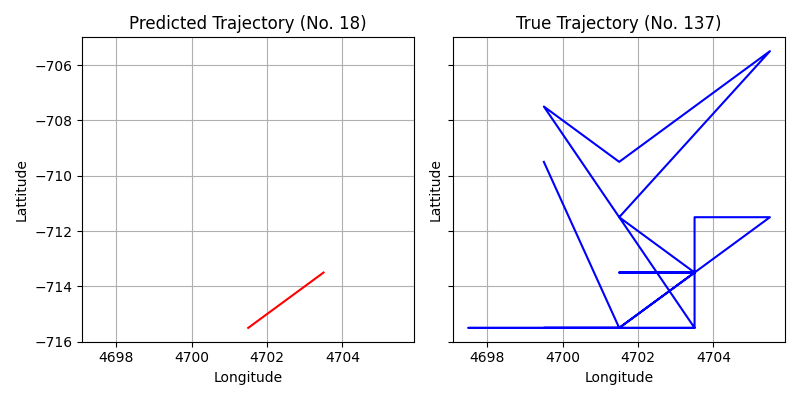 Predicted Trajectory (No. 18)
−706
−708
−710
−712
−714
−716
Lattitude
4698 4700 4702 4704
Longitude
True Trajectory (No. 137)
Lattitude
4698 4700 4702 4704
Longitude